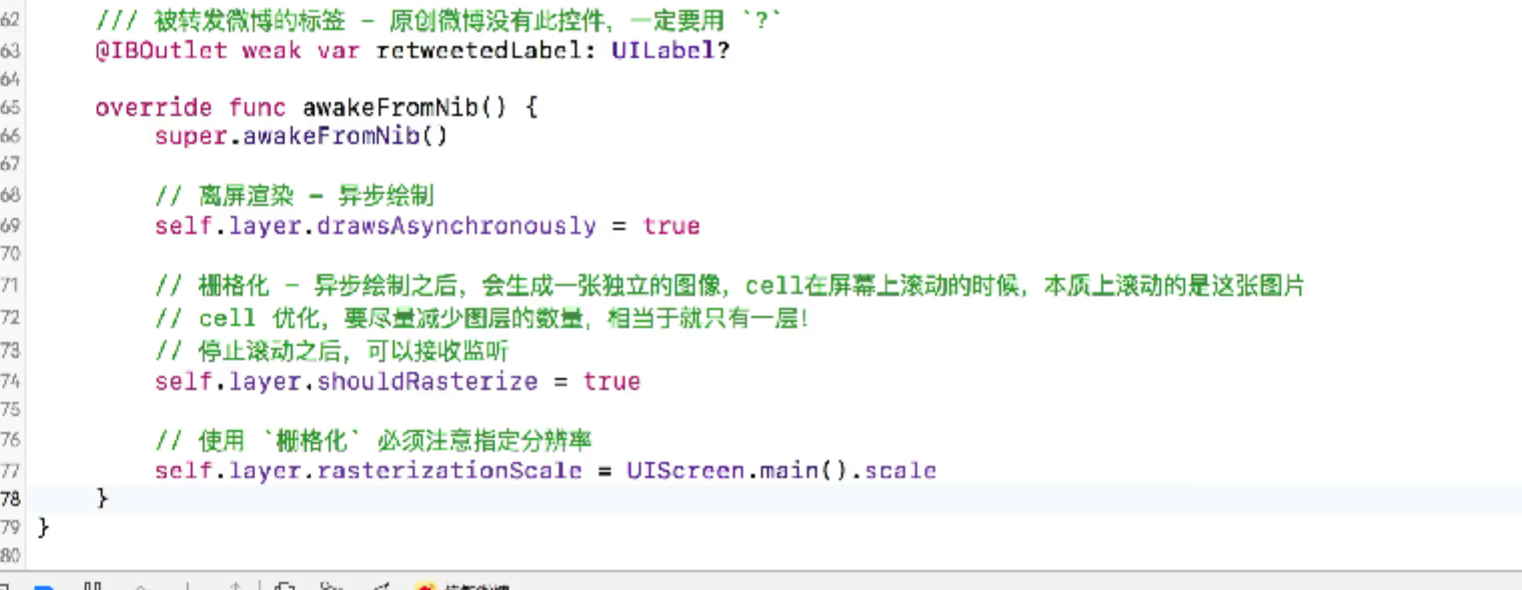 62 /// 被转发微博的标签 - 原创微博没有此控件，一定要用 `?`
63 @IBOutlet weak var retweetedLabel: UILabel?
64
65 override func awakeFromNib() {
66 super.awakeFromNib()
67
68 // 离屏渲染 - 异步绘制
69 self.layer.drawsAsynchronously = true
70
71 // 栅格化 - 异步绘制之后，会生成一张独立的图像，cell在屏幕上滚动的时候，本质上滚动的是这张图片
72 // cell 优化，要尽量减少图层的数量，相当于就只有一层！
73 // 停止滚动之后，可以接收监听
74 self.layer.shouldRasterize = true
75
76 // 使用 `栅格化` 必须注意指定分辨率
77 self.layer.rasterizationScale = UIScreen.main().scale
78 }
79 }
80